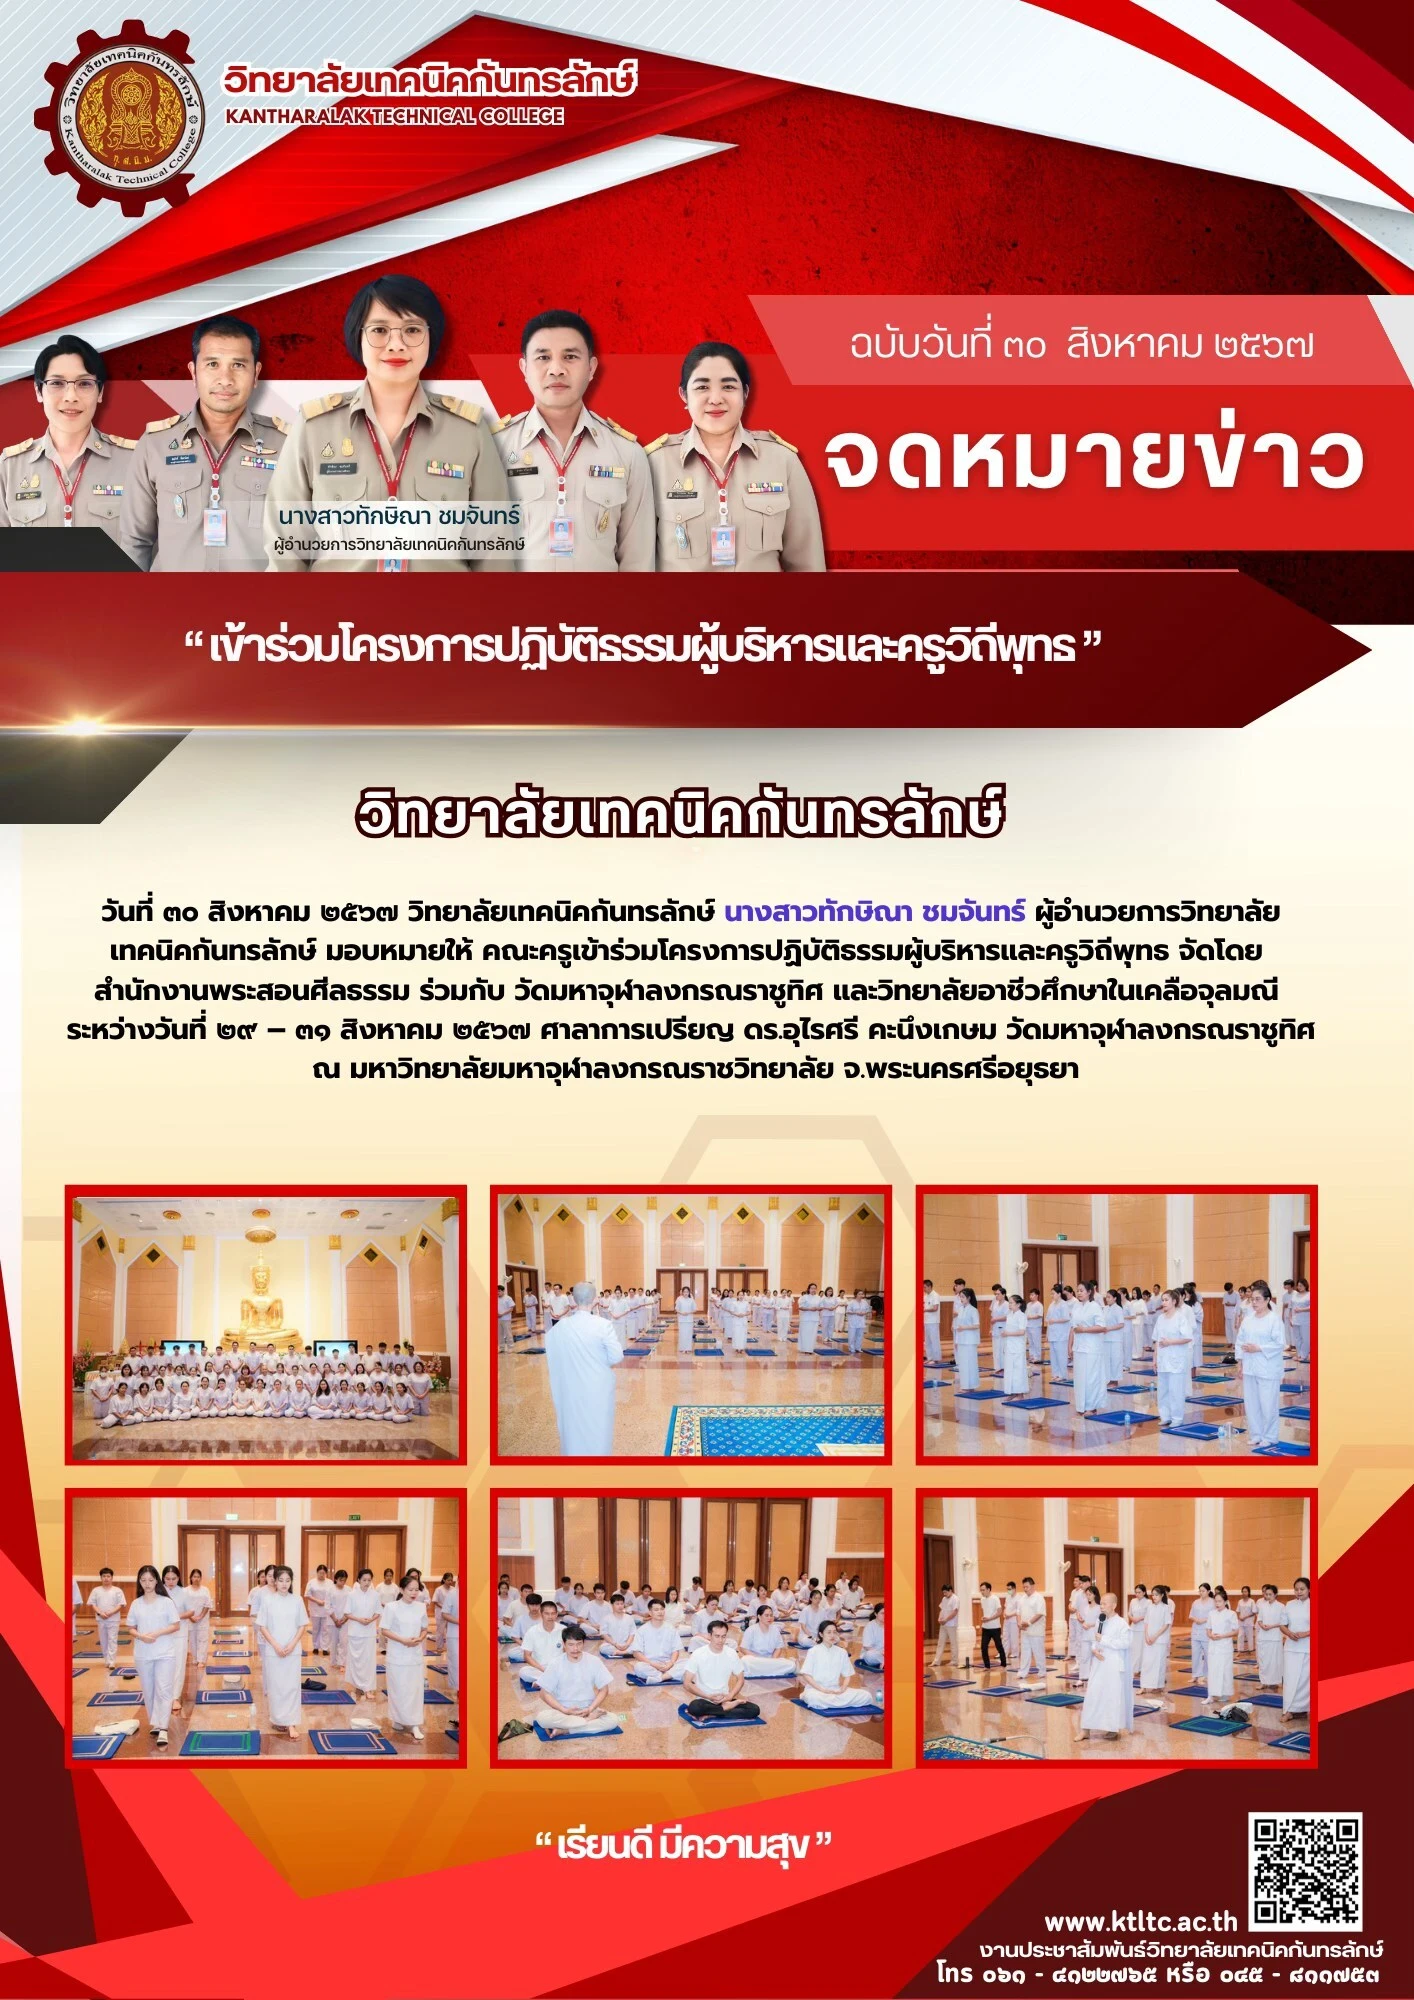 วิทยาลัยเทคนิคกันทรลักษ์
KANTHARALAK TECHNICAL COLLEGE
วิทยาลัยเทคนิคกันทรลักษ์
Kantharalak Technical College
ฉบับวันที่ ๓๐ สิงหาคม ๒๕๖๗
จดหมายข่าว
นางสาวทักษิณา ชมจันทร์
ผู้อำนวยการวิทยาลัยเทคนิคกันทรลักษ์
“ เข้าร่วมโครงการปฏิบัติธรรมผู้บริหารและครูวิถีพุทธ ”
วิทยาลัยเทคนิคกันทรลักษ์
วันที่ ๓๐ สิงหาคม ๒๕๖๗ วิทยาลัยเทคนิคกันทรลักษ์ นางสาวทักษิณา ชมจันทร์ ผู้อำนวยการวิทยาลัย
เทคนิคกันทรลักษ์ มอบหมายให้ คณะครูเข้าร่วมโครงการปฏิบัติธรรมผู้บริหารและครูวิถีพุทธ จัดโดย
สำนักงานพระสอนศีลธรรม ร่วมกับ วัดมหาจุฬาลงกรณราชูทิศ และวิทยาลัยอาชีวศึกษาในเคลือจุลมณี
ระหว่างวันที่ ๒๙ – ๓๑ สิงหาคม ๒๕๖๗ ศาลาการเปรียญ ดร.อุไรศรี คะนึงเกษม วัดมหาจุฬาลงกรณราชูทิศ
ณ มหาวิทยาลัยมหาจุฬาลงกรณราชวิทยาลัย จ.พระนครศรีอยุธยา
“ เรียนดี มีความสุข ”
www.ktltc.ac.th
งานประชาสัมพันธ์วิทยาลัยเทคนิคกันทรลักษ์
โทร ๐๖๑ - ๔๑๒๒๗๖๕ หรือ ๐๔๕ - ๘๑๑๗๕๓